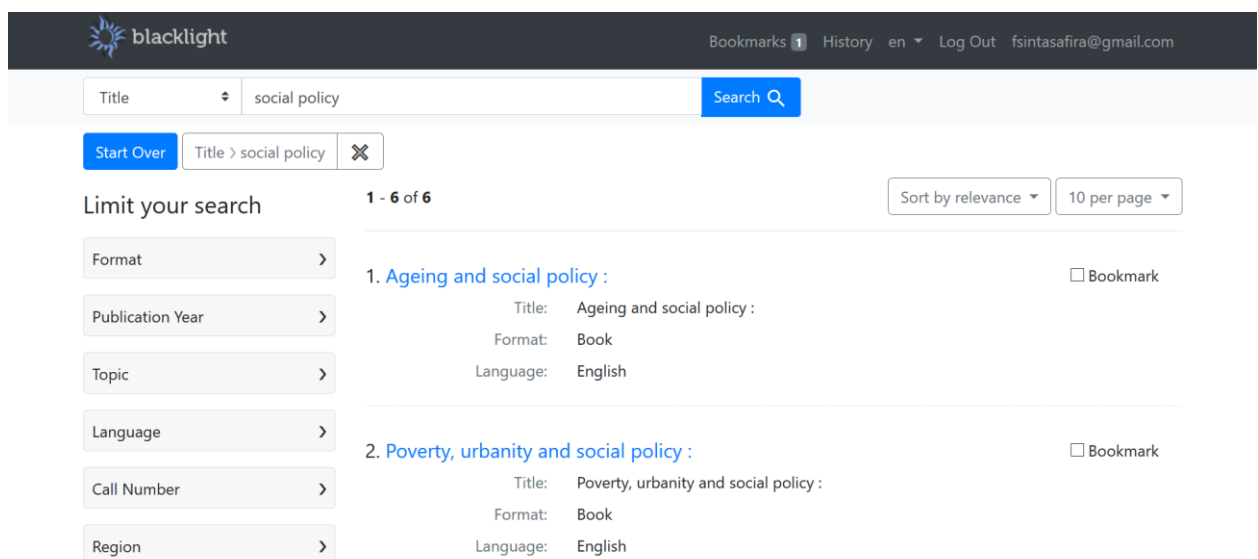 blacklight
Bookmarks 1 History en Log Out fsintasafira@gmail.com
Title social policy Search
Start Over Title > social policy ✖
Limit your search
1 - 6 of 6 Sort by relevance 10 per page
Format
1. Ageing and social policy : Bookmark
Title: Ageing and social policy :
Publication Year
Format: Book
Topic
Language: English
Language
2. Poverty, urbanity and social policy : Bookmark
Call Number
Title: Poverty, urbanity and social policy :
Format: Book
Region
Language: English